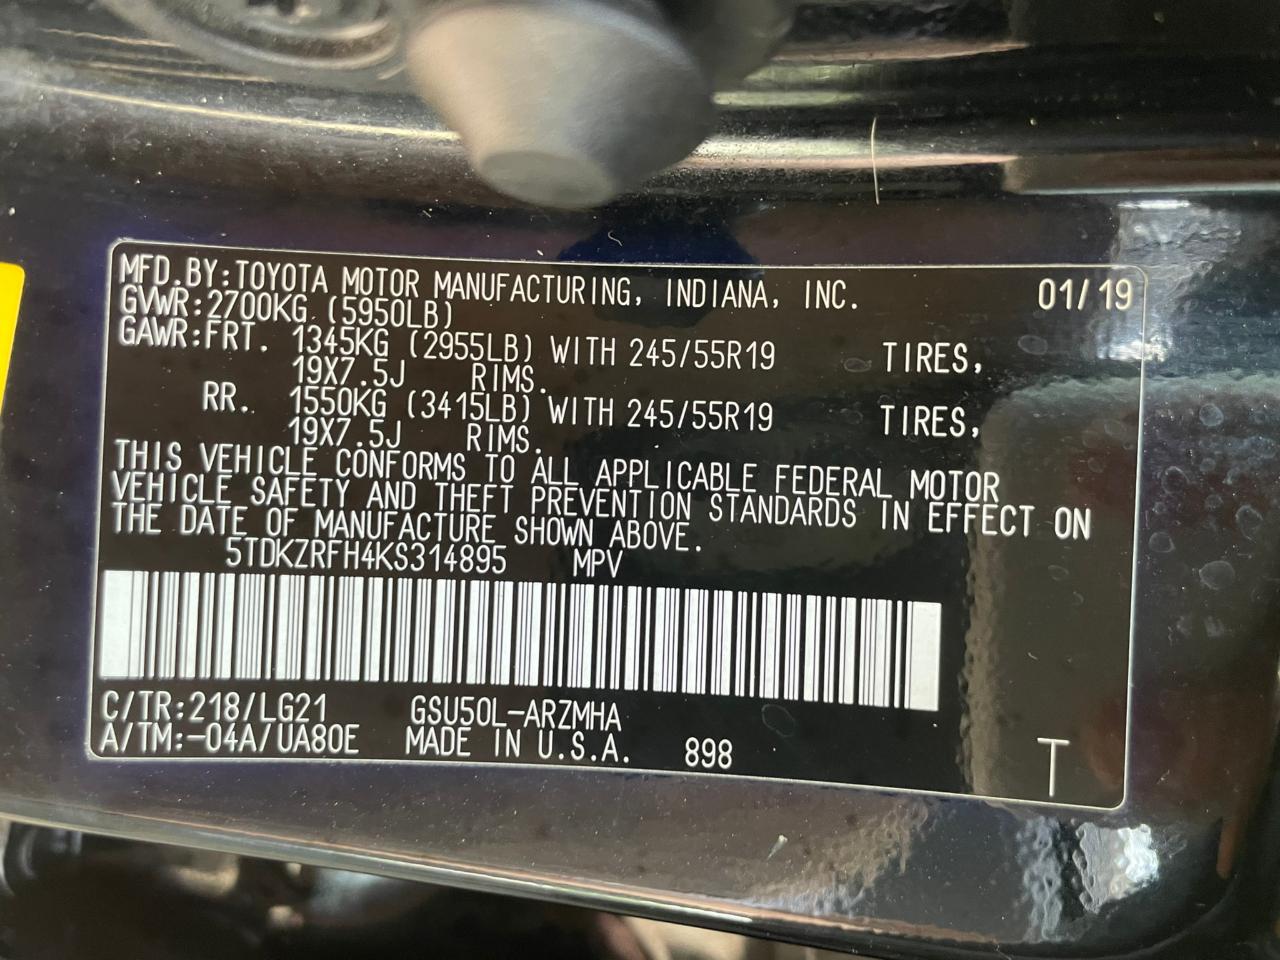 MFD.BY:TOYOTA MOTOR MANUFACTURING, INDIANA, INC. 01/19
GVWR:2700KG (5950LB)
GAWR:FRT. 1345KG (2955LB) WITH 245/55R19 TIRES,
19X7.5J RIMS.
RR. 1550KG (3415LB) WITH 245/55R19 TIRES,
19X7.5J RIMS.
THIS VEHICLE CONFORMS TO ALL APPLICABLE FEDERAL MOTOR
VEHICLE SAFETY AND THEFT PREVENTION STANDARDS IN EFFECT ON
THE DATE OF MANUFACTURE SHOWN ABOVE.
5TDKZRFH4KS314895 MPV
C/TR:218/LG21 GSU50L-ARZMHA
A/TM:-04A/UA80E MADE IN U.S.A. 898 T